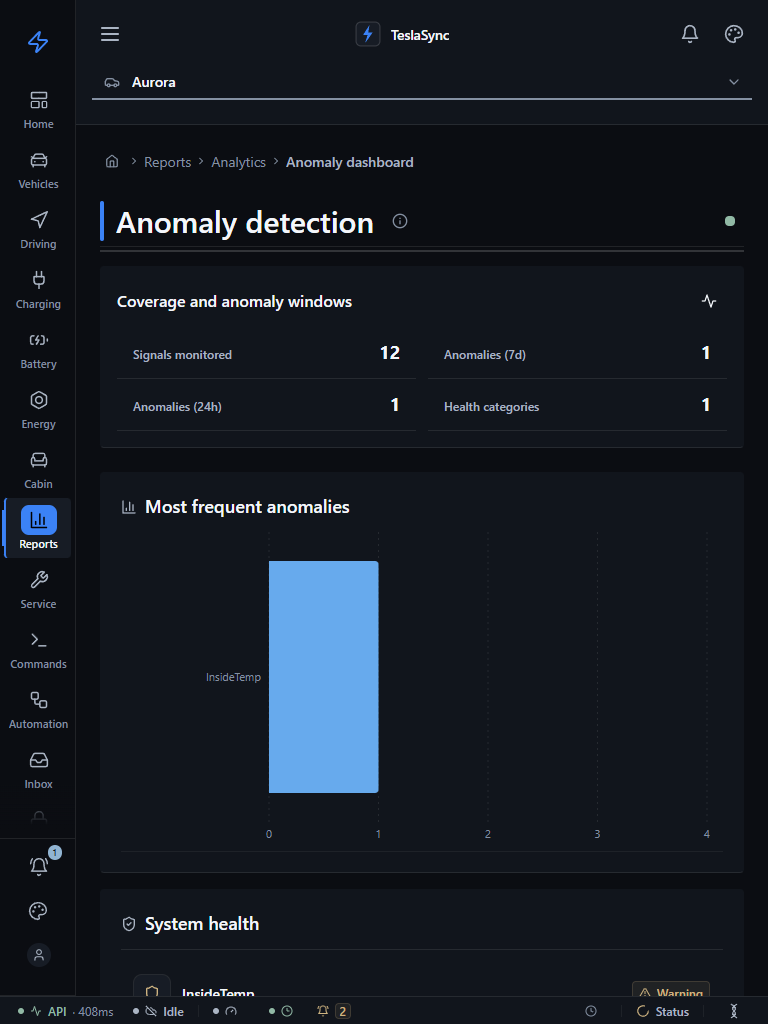 TeslaSync
Aurora
Home
Vehicles
Driving
Charging
Battery
Energy
Cabin
Reports
Service
Commands
Automation
Inbox
1
Reports
Analytics
Anomaly dashboard
Anomaly detection
Coverage and anomaly windows
Signals monitored 12
Anomalies (7d) 1
Anomalies (24h) 1
Health categories 1
Most frequent anomalies
InsideTemp
0 1 2 3 4
System health
InsideTemp
Warning
API · 408ms
Idle
2
Status